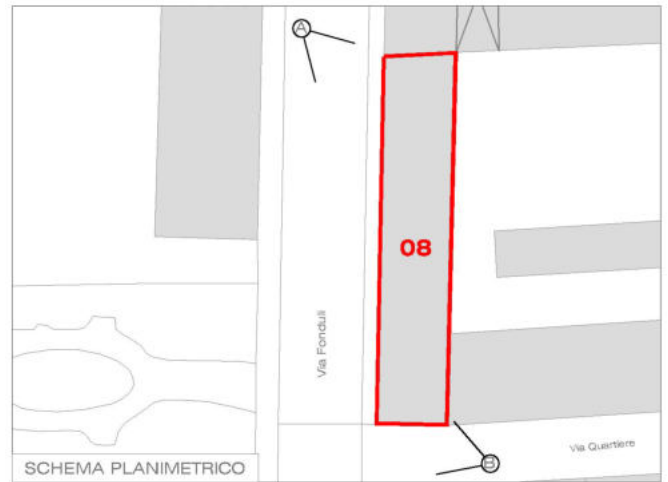 A
08
Via Fonduli
Via Quartiere
B
SCHEMA PLANIMETRICO